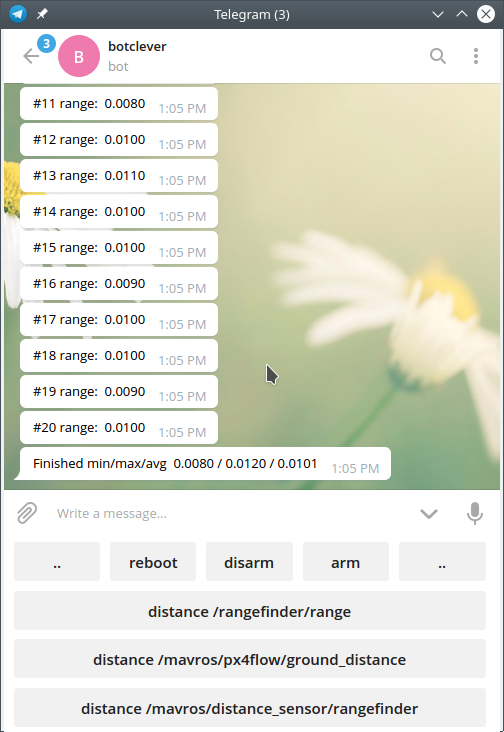 Telegram (3)
3
B
botclever
bot
#11 range: 0.0080 1:05 PM
#12 range: 0.0100 1:05 PM
#13 range: 0.0110 1:05 PM
#14 range: 0.0100 1:05 PM
#15 range: 0.0100 1:05 PM
#16 range: 0.0090 1:05 PM
#17 range: 0.0100 1:05 PM
#18 range: 0.0100 1:05 PM
#19 range: 0.0090 1:05 PM
#20 range: 0.0100 1:05 PM
Finished min/max/avg 0.0080 / 0.0120 / 0.0101 1:05 PM
Write a message...
.. reboot disarm arm ..
distance /rangefinder/range
distance /mavros/px4flow/ground_distance
distance /mavros/distance_sensor/rangefinder